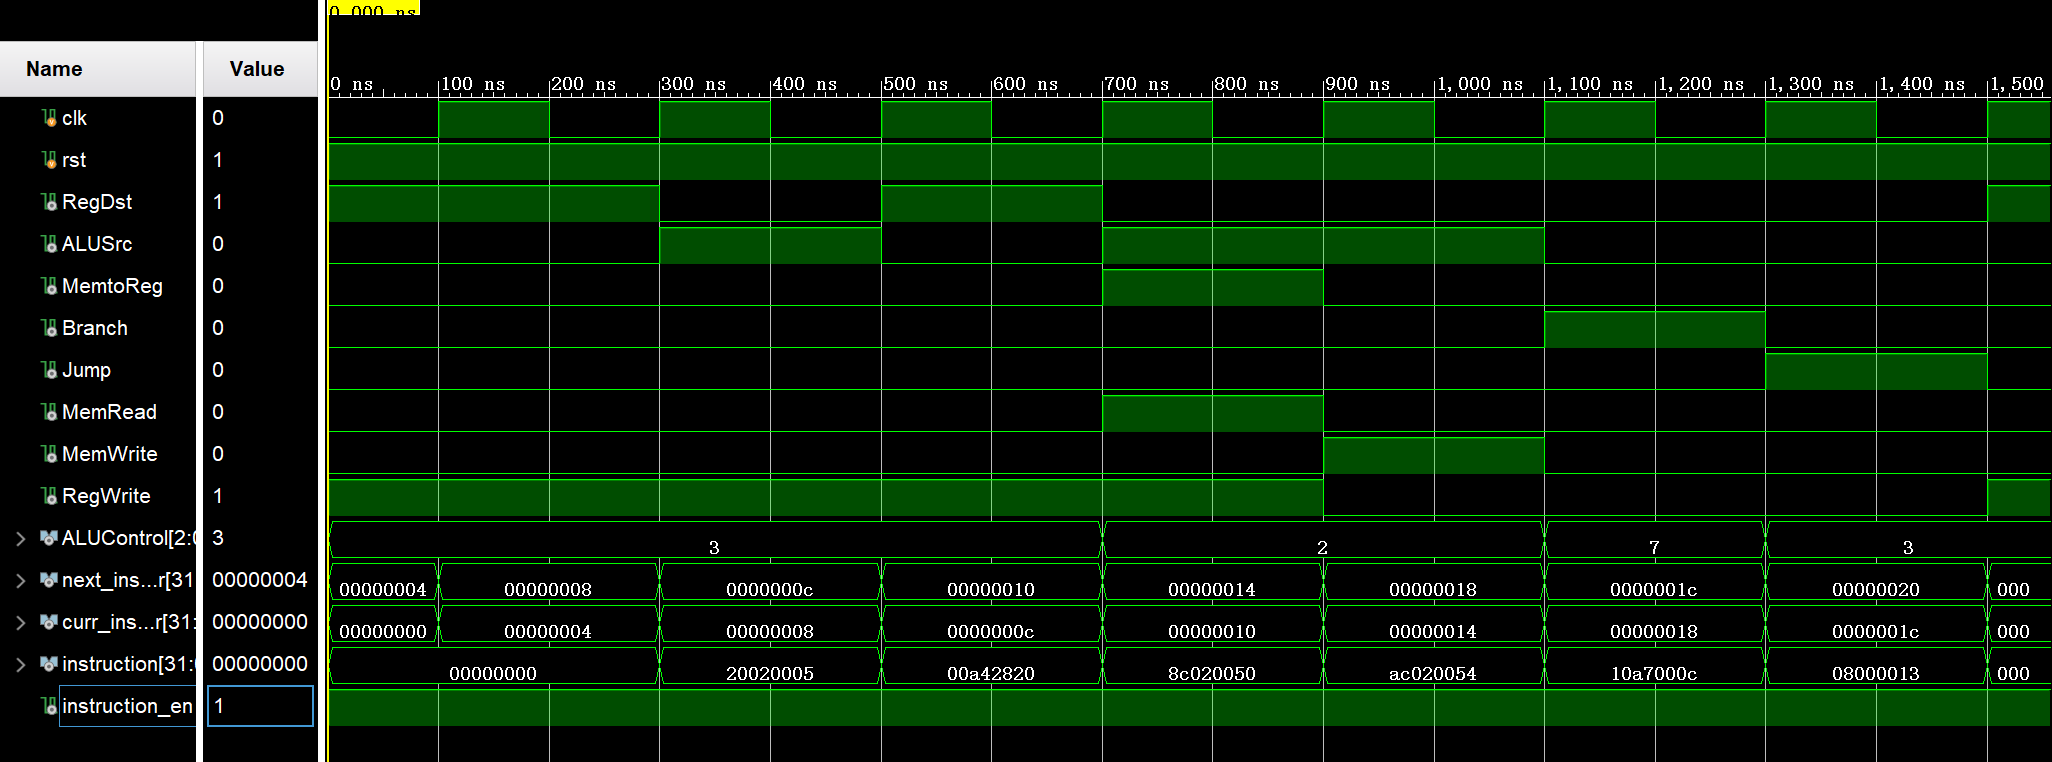 0.000 ns
Name Value
0 ns 100 ns 200 ns 300 ns 400 ns 500 ns 600 ns 700 ns 800 ns 900 ns 1,000 ns 1,100 ns 1,200 ns 1,300 ns 1,400 ns 1,500
clk 0
rst 1
RegDst 1
ALUSrc 0
MemtoReg 0
Branch 0
Jump 0
MemRead 0
MemWrite 0
RegWrite 1
ALUControl[2:0 3 3 2 7 3
next_ins...r[31 00000004 00000004 00000008 0000000c 00000010 00000014 00000018 0000001c 00000020 000
curr_ins...r[31: 00000000 00000000 00000004 00000008 0000000c 00000010 00000014 00000018 0000001c 000
instruction[31:0 00000000 00000000 20020005 00a42820 8c020050 ac020054 10a7000c 08000013 000
instruction_en 1